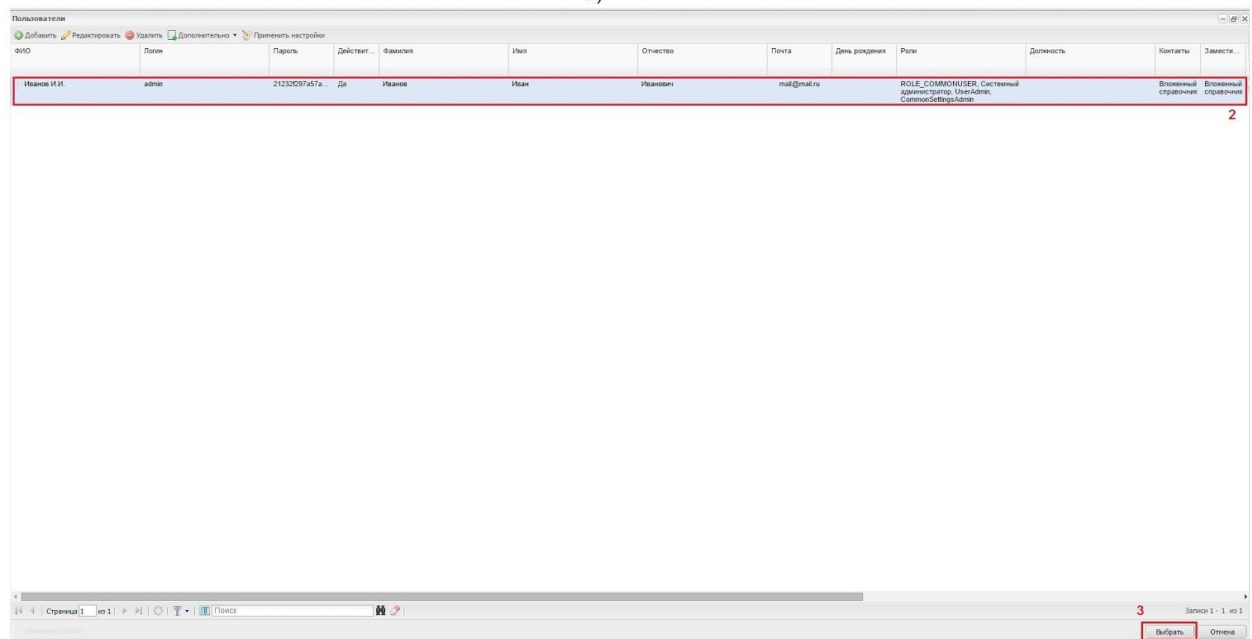 Пользователи
Добавить Редактировать Удалить Дополнительно Применить настройки
ФИО Логин Пароль Действит... Фамилия Имя Отчество Почта День рождения Роли Должность Контакты Замести...
Иванов И.И. admin 21232f297a57a... Да Иванов Иван Иванович mail@mail.ru ROLE_COMMONUSER, Системный Вложенный Вложенный
администратор, UserAdmin, справочник справочник
CommonSettingsAdmin
2
Страница 1 из 1 Поиск 3 Записи 1 - 1 из 1
Выбрать Отмена